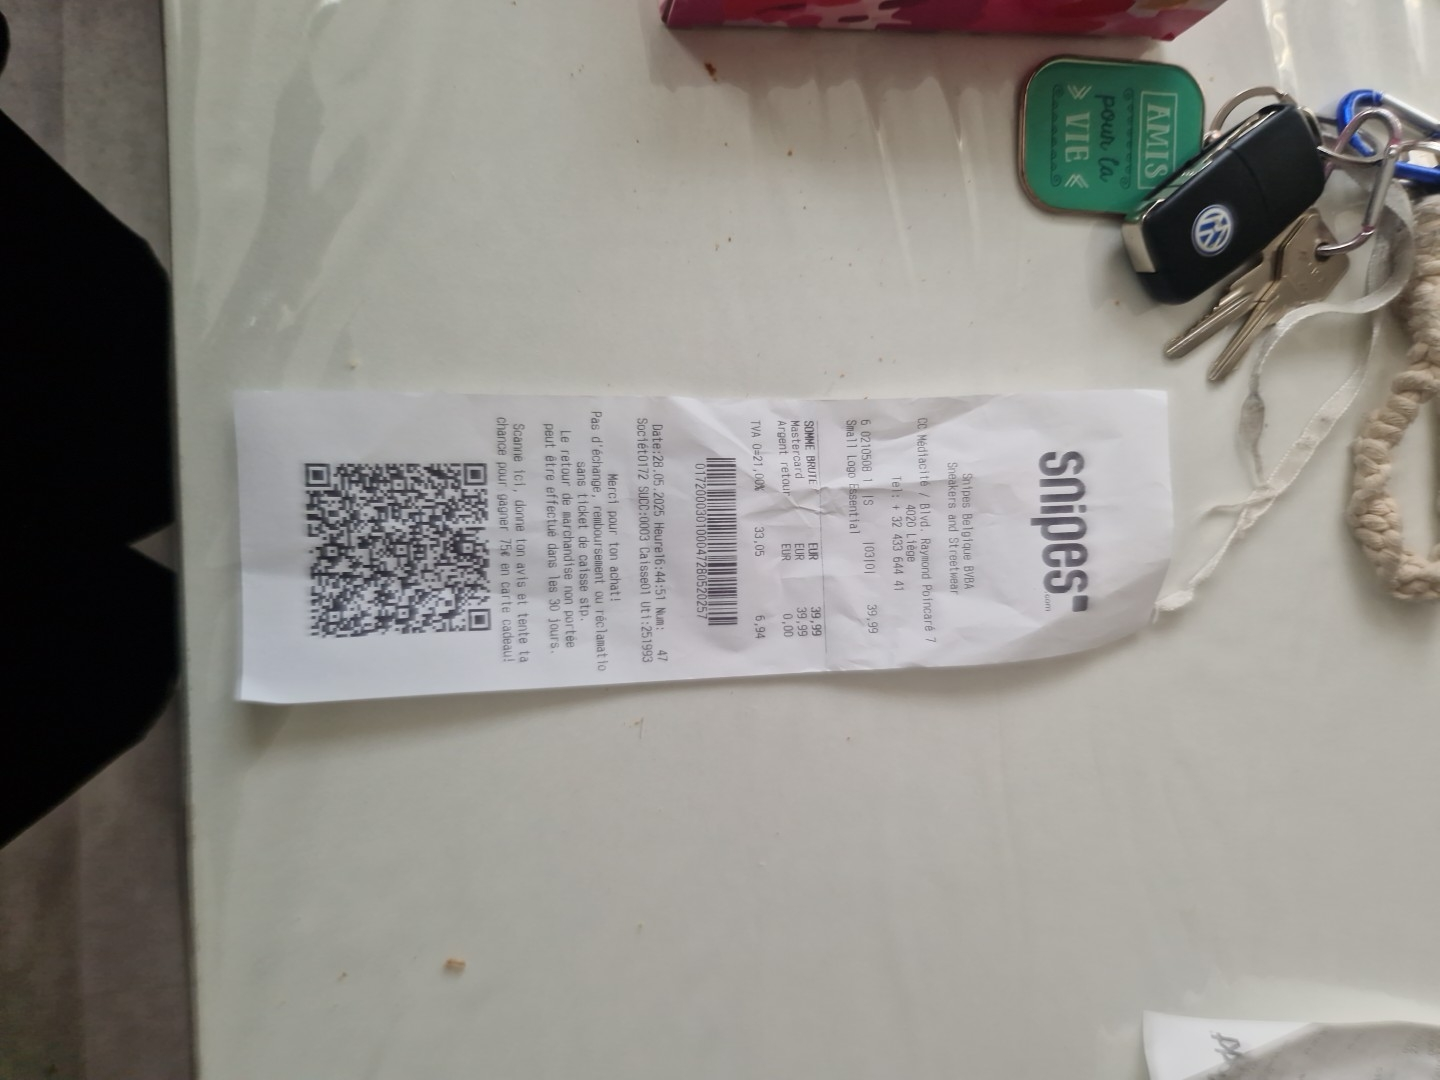 snipes
.com
Snipes Belgique BVBA
Sneakers and Streetwear
CC Médiacité / Blvd. Raymond Poincaré 7
4020 Liège
Tel: + 32 433 644 41
6 0210508 1 |S |0310| 39,99
Small Logo Essential
SOMME BRUTE EUR 39,99
Mastercard EUR 39,99
Argent retour EUR 0,00
TVA 0=21,00% 33,05 6,94
017200030100047280520257
Date:28.05.2025 Heure16:44:51 Num: 47
Sociét0172 SUCC:0003 Caisse01 Uti:251993
Merci pour ton achat!
Pas d'échange, remboursement ou réclamatio
sans ticket de caisse stp.
Le retour de marchandise non portée
peut être effectué dans les 30 jours.
Scanne ici, donne ton avis et tente ta
chance pour gagner 75€ en carte cadeau!
AMIS
pour la
VIE